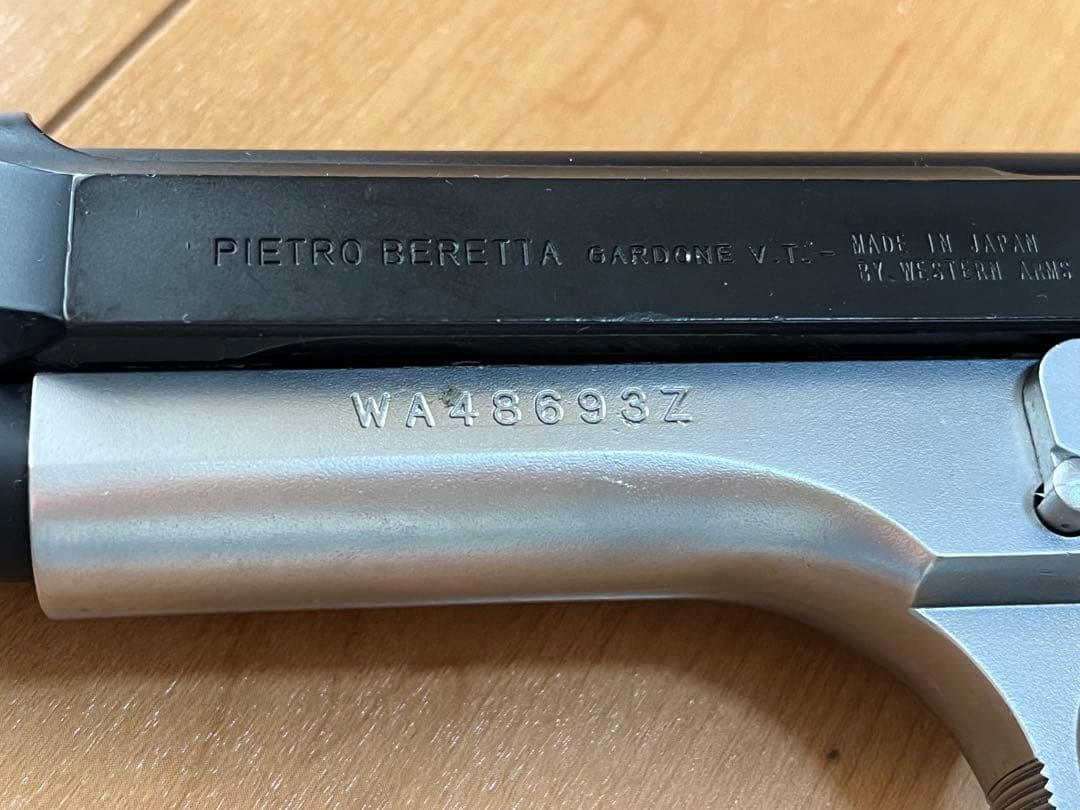 PIETRO BERETTA GARDONE V.T.-
MADE IN JAPAN
BY.WESTERN ARMS
WA48693Z